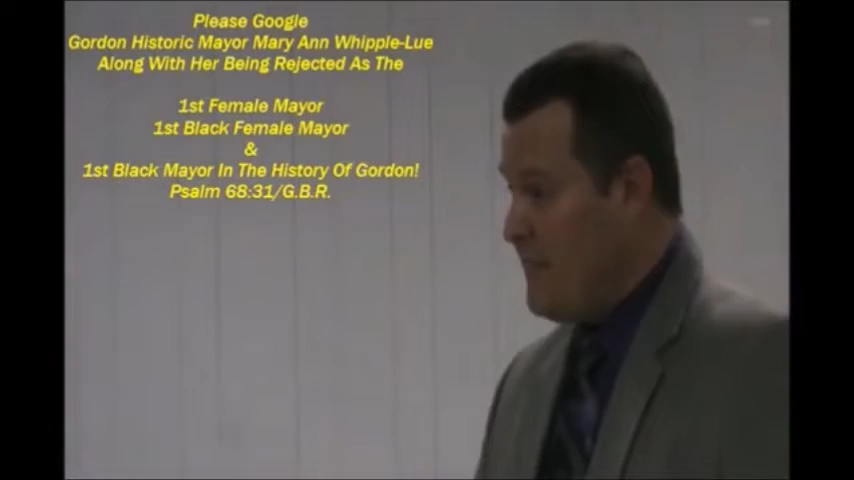 Please Google
Gordon Historic Mayor Mary Ann Whipple-Lue
Along With Her Being Rejected As The
1st Female Mayor
1st Black Female Mayor
&
1st Black Mayor In The History Of Gordon!
Psalm 68:31/G.B.R.